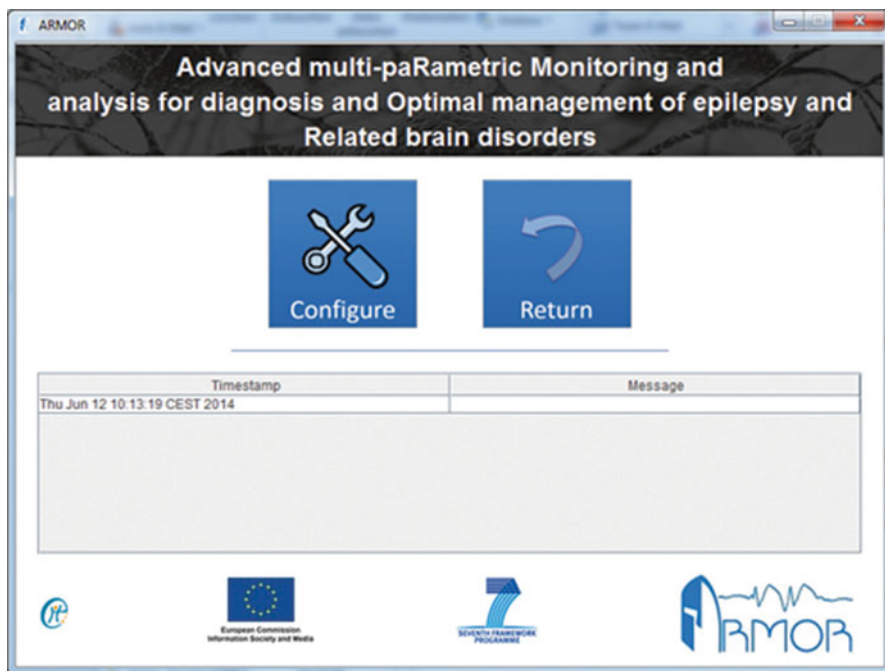 ARMOR
Advanced multi-paRametric Monitoring and
analysis for diagnosis and Optimal management of epilepsy and
Related brain disorders
Configure
Return
Timestamp
Message
Thu Jun 12 10:13:19 CEST 2014
European Commission
Information Society and Media
7
SEVENTH FRAMEWORK
PROGRAMME
ARMOR